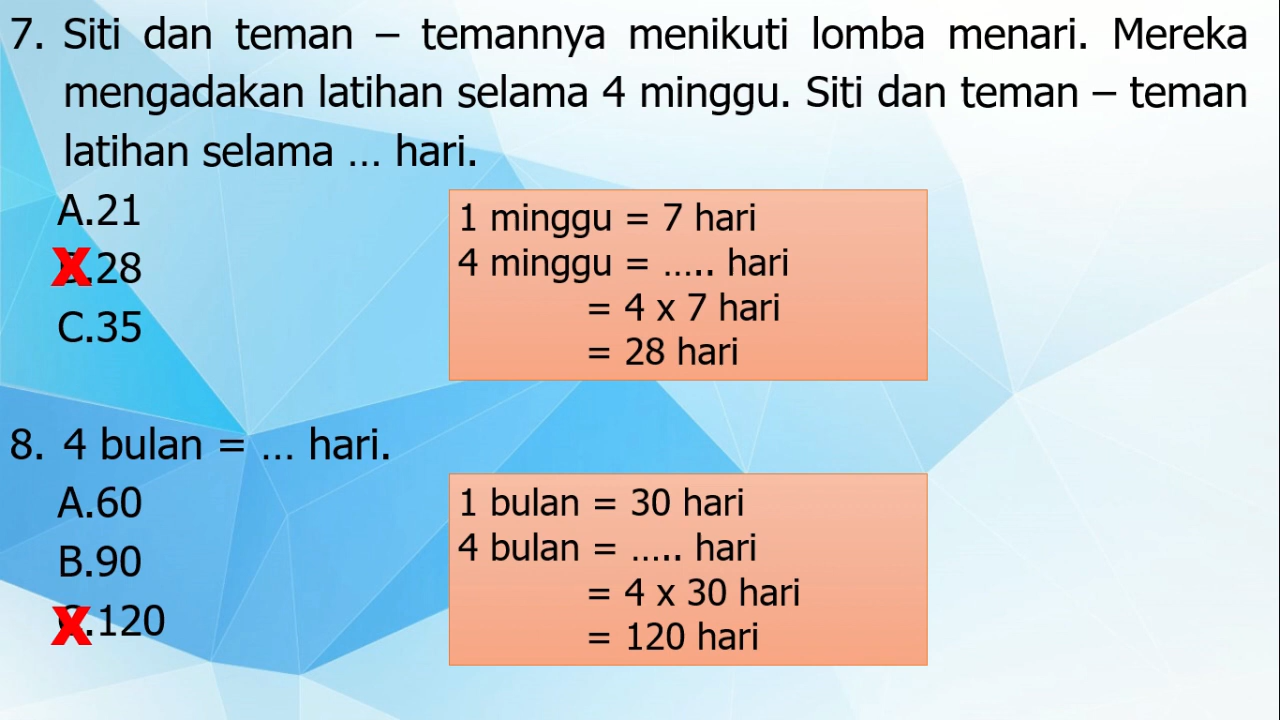 7. Siti dan teman – temannya menikuti lomba menari. Mereka
mengadakan latihan selama 4 minggu. Siti dan teman – teman
latihan selama ... hari.
A.21
X.28
C.35
1 minggu = 7 hari
4 minggu = ..... hari
= 4 x 7 hari
= 28 hari
8. 4 bulan = ... hari.
A.60
B.90
X.120
1 bulan = 30 hari
4 bulan = ..... hari
= 4 x 30 hari
= 120 hari